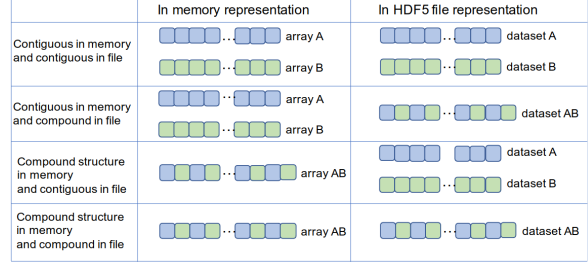 In memory representation
In HDF5 file representation
Contiguous in memory
and contiguous in file
array A
array B
dataset A
dataset B
Contiguous in memory
and compound in file
array A
array B
dataset AB
Compound structure
in memory
and contiguous in file
array AB
dataset A
dataset B
Compound structure
in memory
and compound in file
array AB
dataset AB